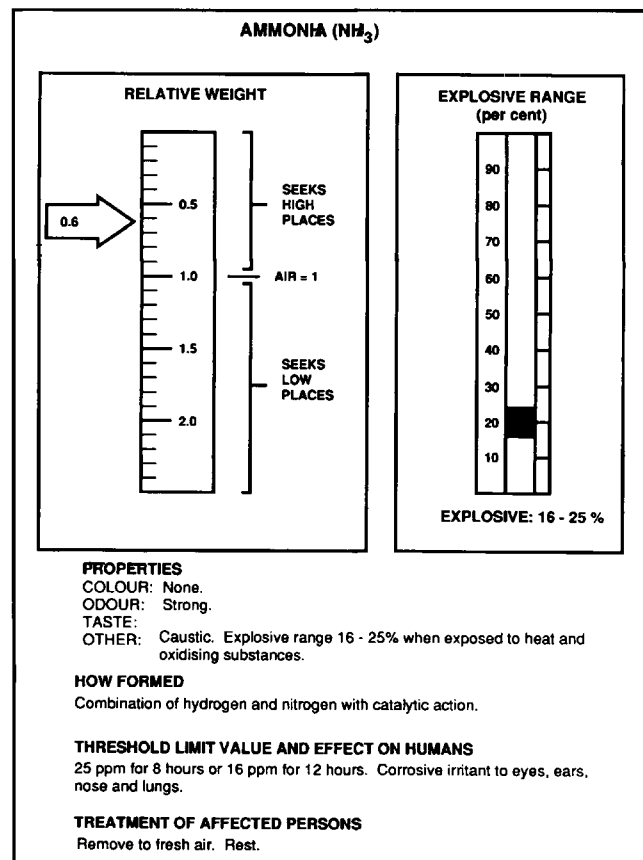 AMMONIA (NH3)
RELATIVE WEIGHT
0.6
0.5
1.0
1.5
2.0
SEEKS
HIGH
PLACES
AIR = 1
SEEKS
LOW
PLACES
EXPLOSIVE RANGE
(per cent)
90
80
70
60
50
40
30
20
10
EXPLOSIVE: 16 - 25 %
PROPERTIES
COLOUR: None.
ODOUR: Strong.
TASTE:
OTHER: Caustic. Explosive range 16 - 25% when exposed to heat and
oxidising substances.
HOW FORMED
Combination of hydrogen and nitrogen with catalytic action.
THRESHOLD LIMIT VALUE AND EFFECT ON HUMANS
25 ppm for 8 hours or 16 ppm for 12 hours. Corrosive irritant to eyes, ears,
nose and lungs.
TREATMENT OF AFFECTED PERSONS
Remove to fresh air. Rest.